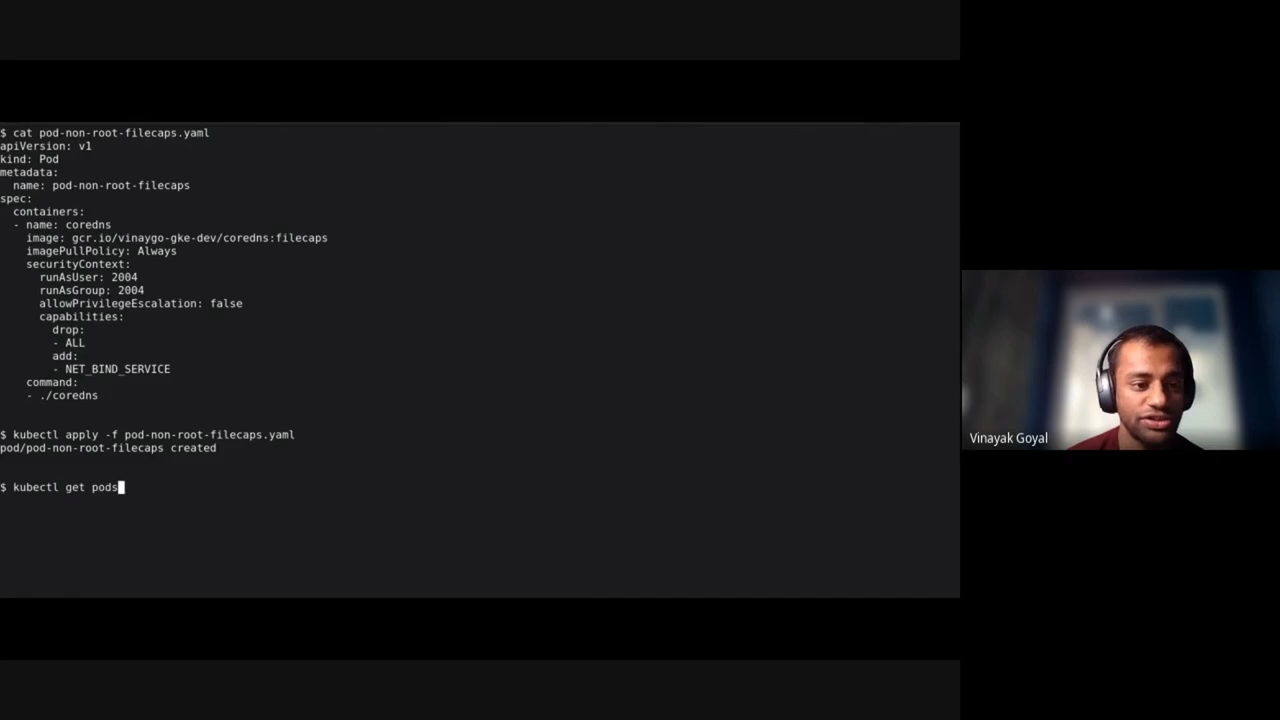 $ cat pod-non-root-filecaps.yaml
apiVersion: v1
kind: Pod
metadata:
  name: pod-non-root-filecaps
spec:
  containers:
  - name: coredns
    image: gcr.io/vinaygo-gke-dev/coredns:filecaps
    imagePullPolicy: Always
    securityContext:
      runAsUser: 2004
      runAsGroup: 2004
      allowPrivilegeEscalation: false
      capabilities:
        drop:
        - ALL
        add:
        - NET_BIND_SERVICE
    command:
    - ./coredns
$ kubectl apply -f pod-non-root-filecaps.yaml
pod/pod-non-root-filecaps created
$ kubectl get pods
Vinayak Goyal